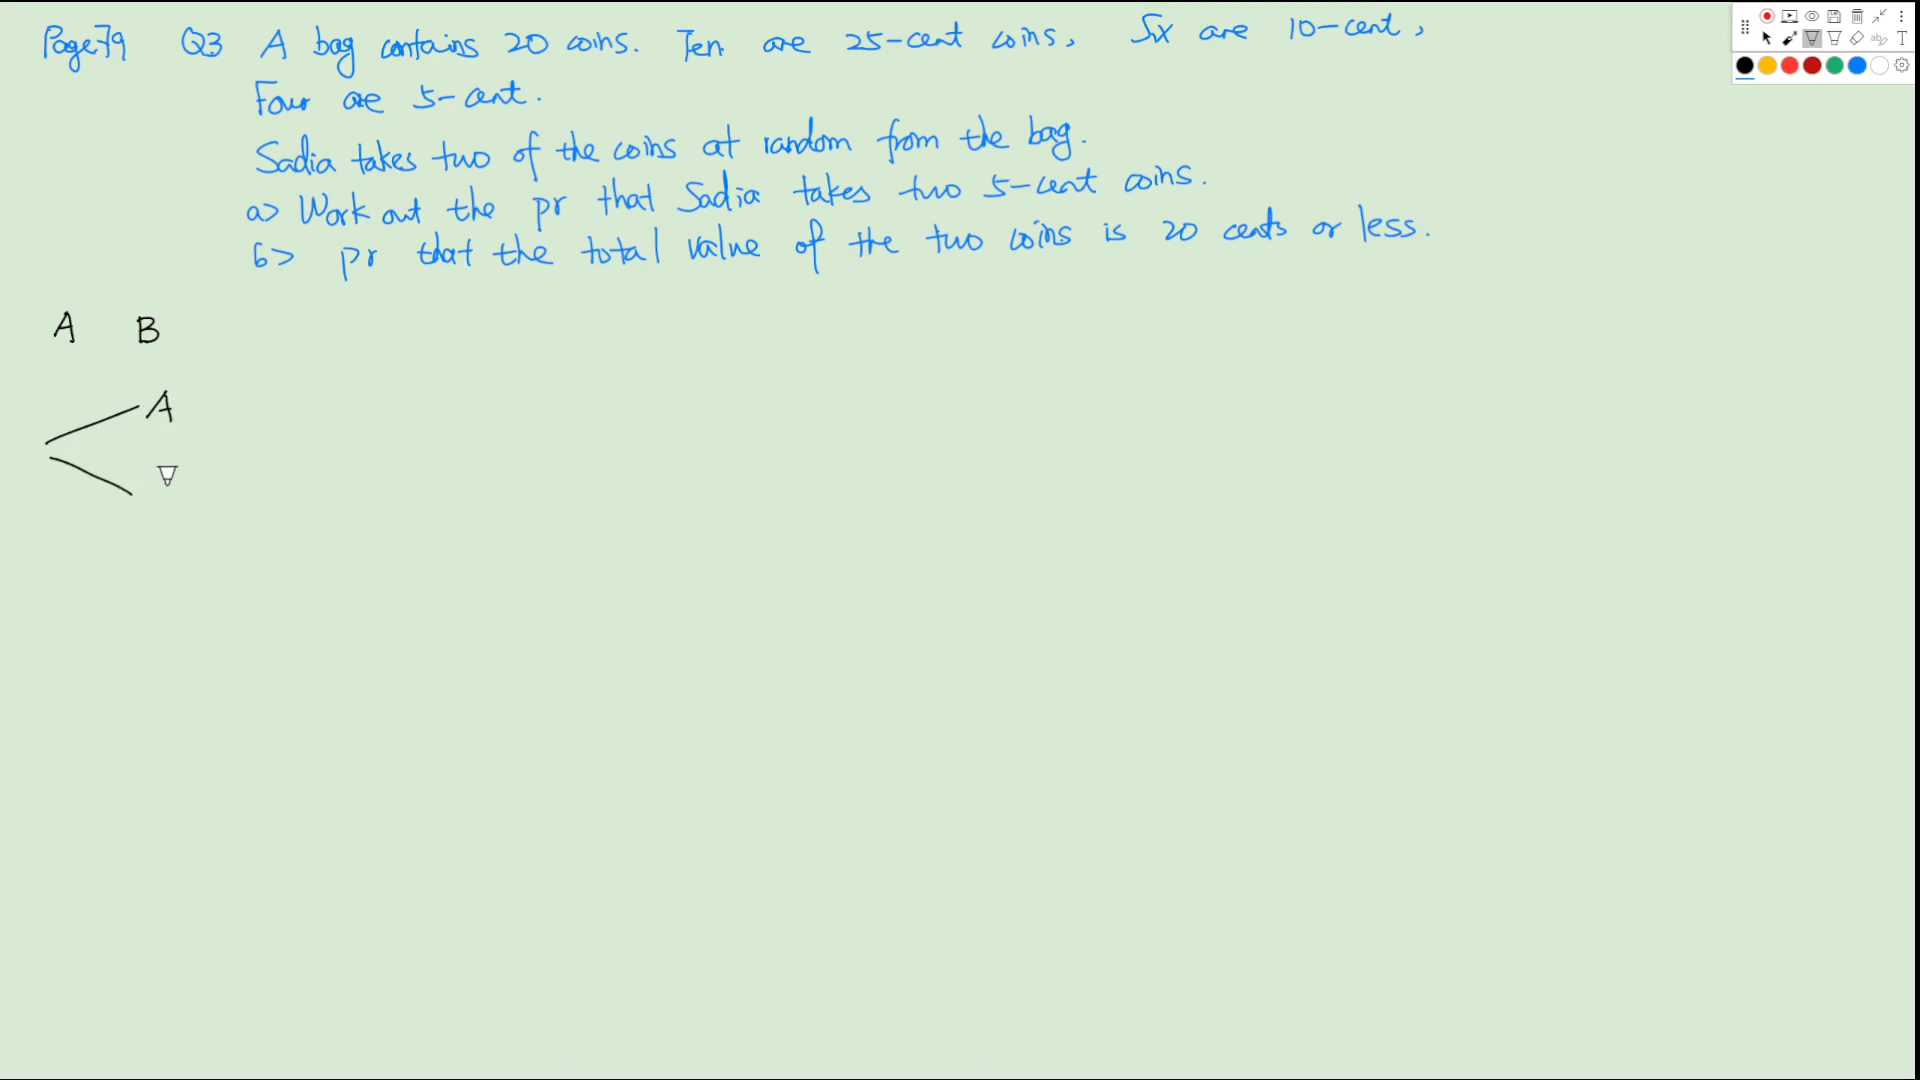 Page79 Q3 A bag contains 20 coins. Ten are 25-cent coins, Six are 10-cent,
Four are 5-cent.
Sadia takes two of the coins at random from the bag.
a> Work out the pr that Sadia takes two 5-cent coins.
b> pr that the total value of the two coins is 20 cents or less.
A B
A